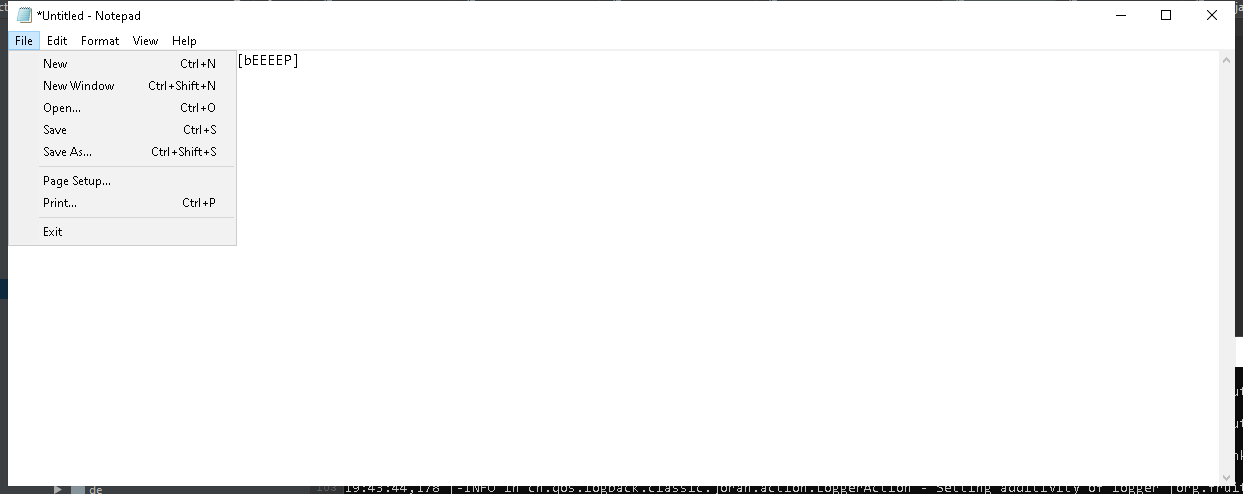 *Untitled - Notepad
File Edit Format View Help
[bEEEEP]
New Ctrl+N
New Window Ctrl+Shift+N
Open... Ctrl+O
Save Ctrl+S
Save As... Ctrl+Shift+S
Page Setup...
Print... Ctrl+P
Exit
de
19:43:44,178 |-INFO in ch.qos.logback.classic.joran.action.LoggerAction - Setting additivity of logger [org.frui